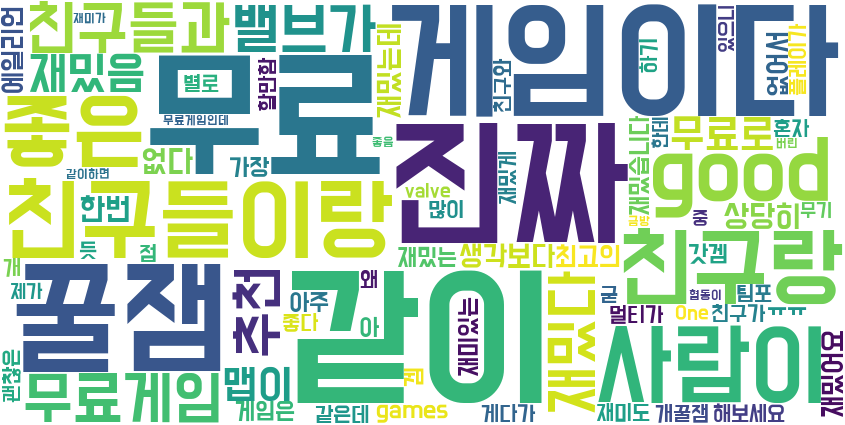 에일리언
친구들과
재미가
밸브가
게임이다
있으니
없어서
플레이가
재밌음
별로
할만함
재밌는데
친구와
하기
무료
좋은
무료게임인데
좋음
진짜
재밌습니다
한데
무료로
혼자
버린
없다
가장
같이하면
good
친구들이랑
valve
재밌게
한번
많이
금방
중
상당히
무기
듯
점
재밌는
생각보다
최고의
친구랑
갓겜
개
제가
꿀잼
추천
왜
아주
같이
재미있는
재밌다
굳
협동이
팀포
멀티가
One
친구가
ㅠㅠ
좋다
아
사람이
재밌어요
괜찮은
무료게임
맵이
겜
게임은
같은데
games
게다가
재미도
개꿀잼
해보세요